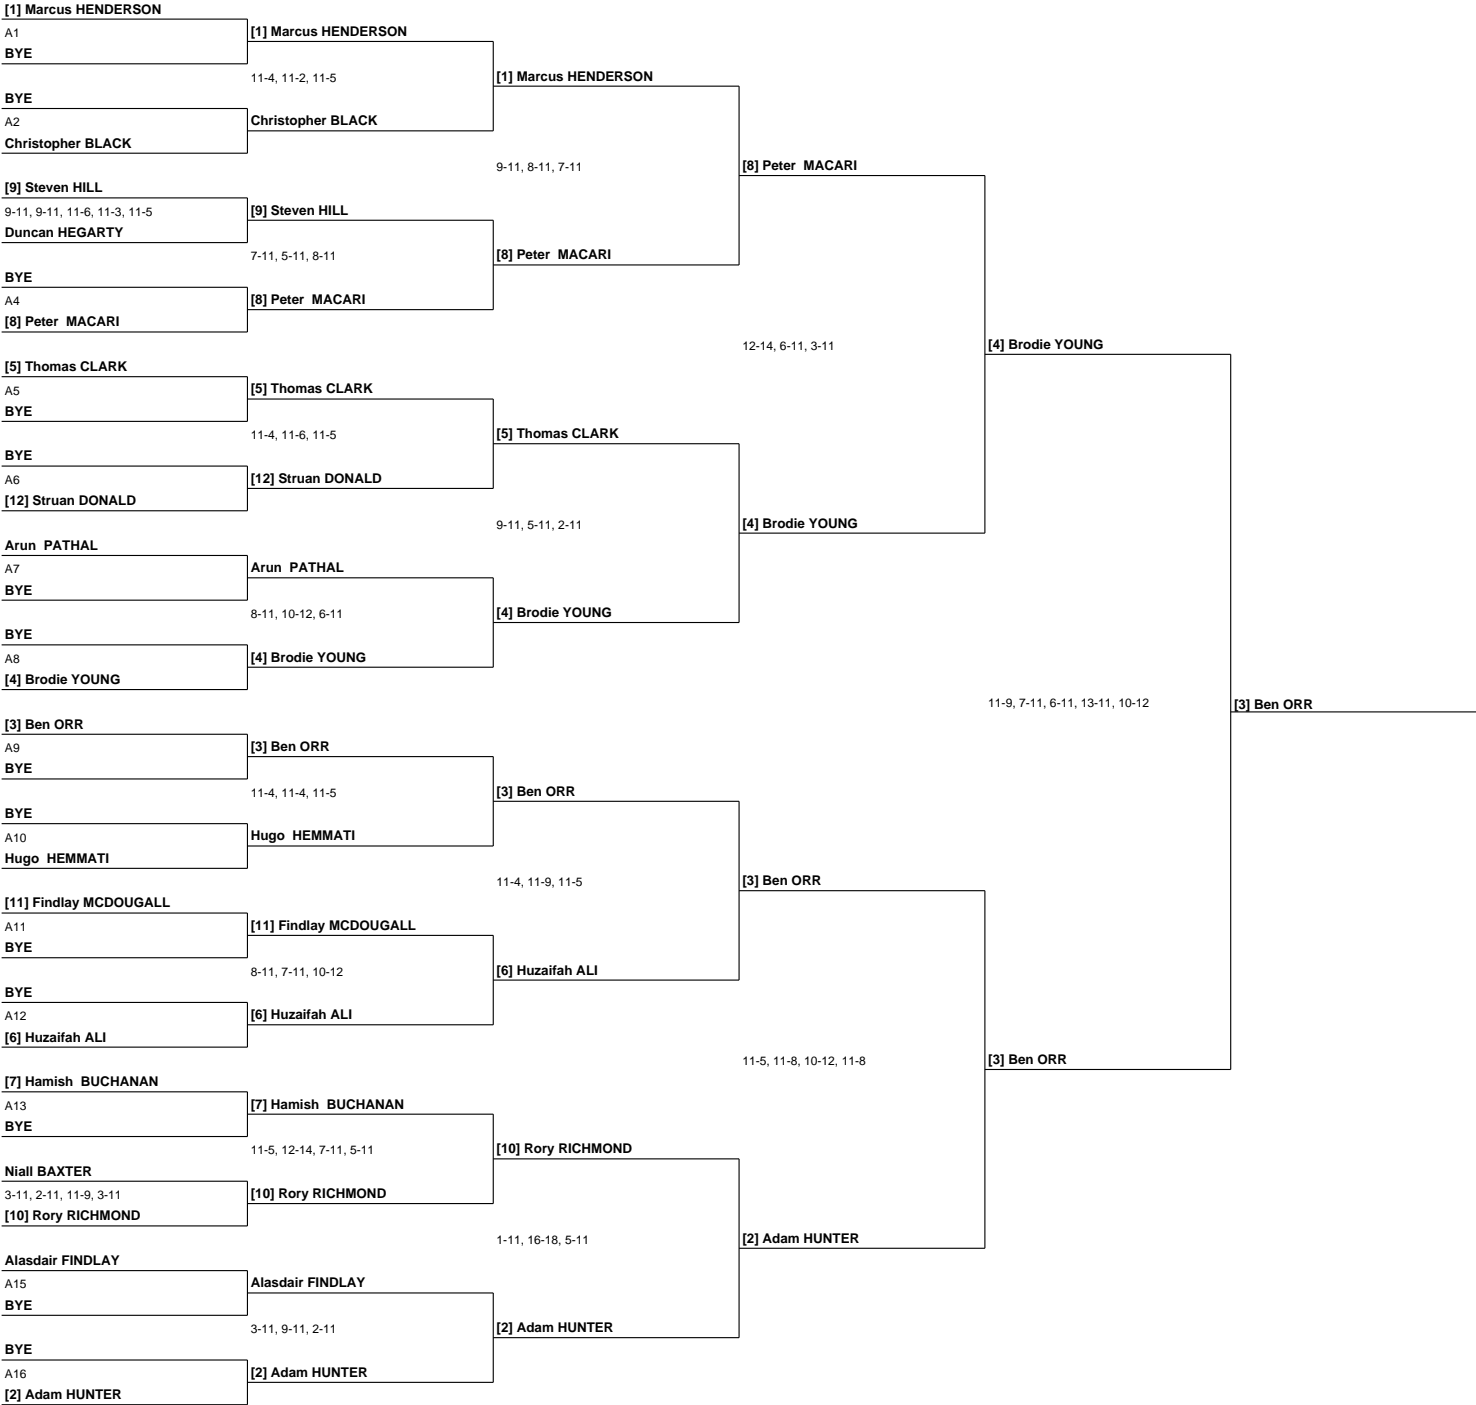 [1] Marcus HENDERSON
A1
BYE
[1] Marcus HENDERSON
11-4, 11-2, 11-5
[1] Marcus HENDERSON
BYE
A2
Christopher BLACK
Christopher BLACK
9-11, 8-11, 7-11
[8] Peter MACARI
[9] Steven HILL
9-11, 9-11, 11-6, 11-3, 11-5
Duncan HEGARTY
[9] Steven HILL
7-11, 5-11, 8-11
[8] Peter MACARI
BYE
A4
[8] Peter MACARI
[8] Peter MACARI
12-14, 6-11, 3-11
[4] Brodie YOUNG
[5] Thomas CLARK
A5
BYE
[5] Thomas CLARK
11-4, 11-6, 11-5
[5] Thomas CLARK
BYE
A6
[12] Struan DONALD
[12] Struan DONALD
9-11, 5-11, 2-11
[4] Brodie YOUNG
Arun PATHAL
A7
BYE
Arun PATHAL
8-11, 10-12, 6-11
[4] Brodie YOUNG
BYE
A8
[4] Brodie YOUNG
[4] Brodie YOUNG
11-9, 7-11, 6-11, 13-11, 10-12
[3] Ben ORR
[3] Ben ORR
A9
BYE
[3] Ben ORR
11-4, 11-4, 11-5
[3] Ben ORR
BYE
A10
Hugo HEMMATI
Hugo HEMMATI
11-4, 11-9, 11-5
[3] Ben ORR
[11] Findlay MCDOUGALL
A11
BYE
[11] Findlay MCDOUGALL
8-11, 7-11, 10-12
[6] Huzaifah ALI
BYE
A12
[6] Huzaifah ALI
[6] Huzaifah ALI
11-5, 11-8, 10-12, 11-8
[3] Ben ORR
[7] Hamish BUCHANAN
A13
BYE
[7] Hamish BUCHANAN
11-5, 12-14, 7-11, 5-11
[10] Rory RICHMOND
Niall BAXTER
3-11, 2-11, 11-9, 3-11
[10] Rory RICHMOND
[10] Rory RICHMOND
1-11, 16-18, 5-11
[2] Adam HUNTER
Alasdair FINDLAY
A15
BYE
Alasdair FINDLAY
3-11, 9-11, 2-11
[2] Adam HUNTER
BYE
A16
[2] Adam HUNTER
[2] Adam HUNTER